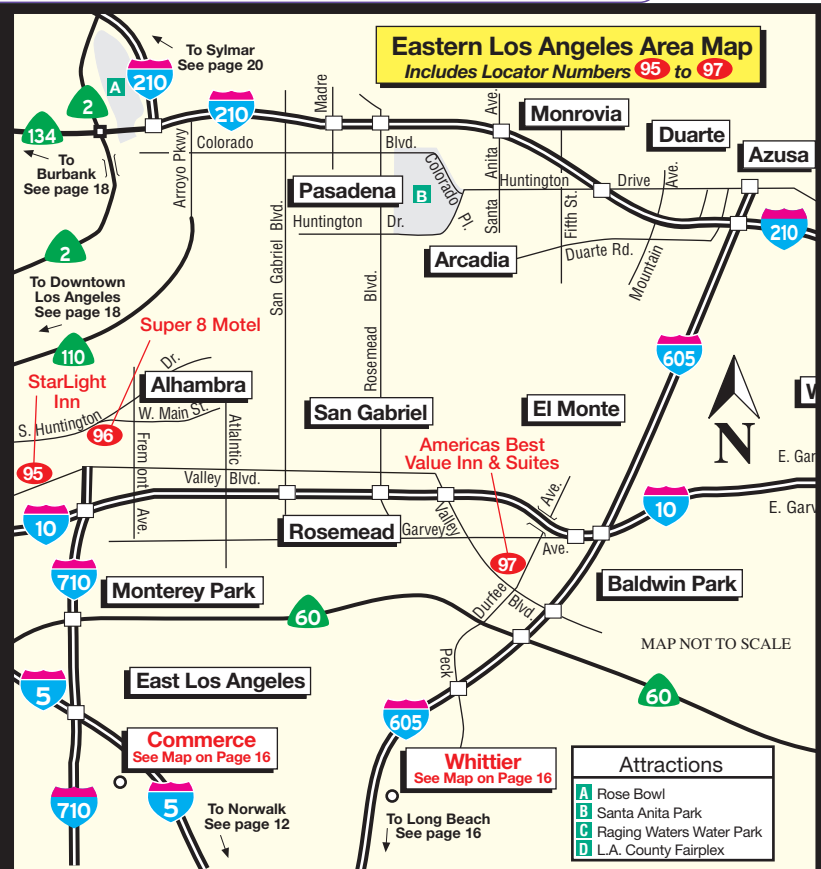 Eastern Los Angeles Area Map
Includes Locator Numbers 95 to 97
To Sylmar
See page 20
A
210
2
134
210
To
Burbank
See page 18
Colorado
Blvd.
Arroyo Pkwy
Madre
Ave.
Santa Anita
Monrovia
Duarte
Azusa
Pasadena
B
Colorado Pl.
Huntington Drive
Ave.
Mountain
Fifth St.
Huntington Dr.
Arcadia
Duarte Rd.
210
2
San Gabriel Blvd.
Rosemead Blvd.
To Downtown
Los Angeles
See page 18
110
Super 8 Motel
StarLight
Inn
605
Dr.
Alhambra
S. Huntington
W. Main St.
96
95
San Gabriel
El Monte
N
Americas Best
Value Inn & Suites
Fremont
Ave.
Atlaintic
Valley Blvd.
E. Gar
E. Garv
10
10
Rosemead
Garvey
Ave.
Valley
Blvd.
Ave.
Durfee
97
710
Monterey Park
Baldwin Park
60
MAP NOT TO SCALE
Peck
East Los Angeles
5
60
605
Commerce
See Map on Page 16
Whittier
See Map on Page 16
710
5
To Norwalk
See page 12
To Long Beach
See page 16
Attractions
A Rose Bowl
B Santa Anita Park
C Raging Waters Water Park
D L.A. County Fairplex